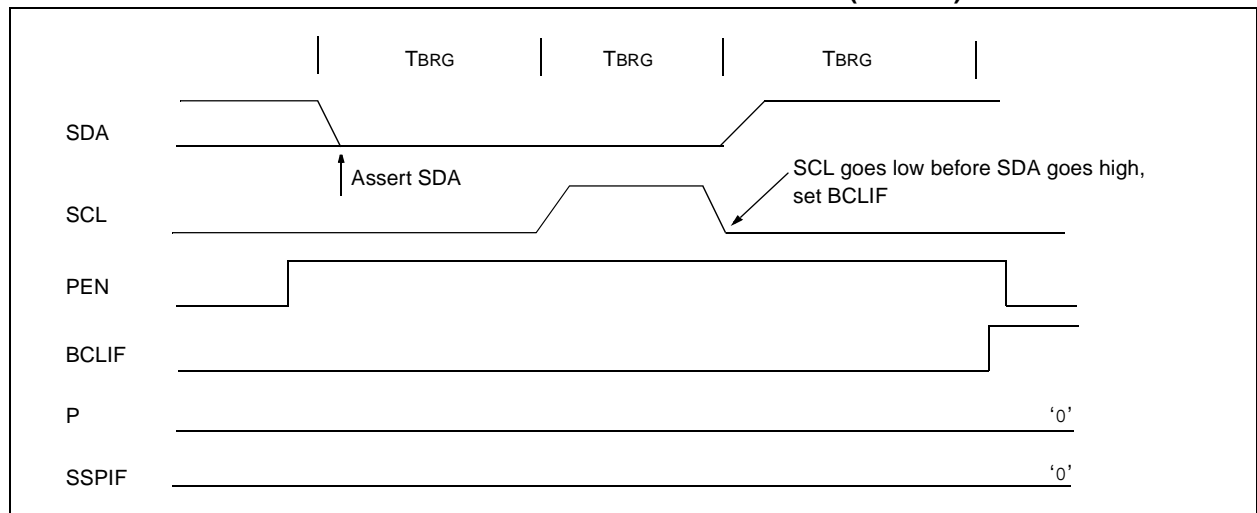 TBRG TBRG TBRG
SDA
Assert SDA
SCL goes low before SDA goes high,
set BCLIF
SCL
PEN
BCLIF
P
'0'
SSPIF
'0'